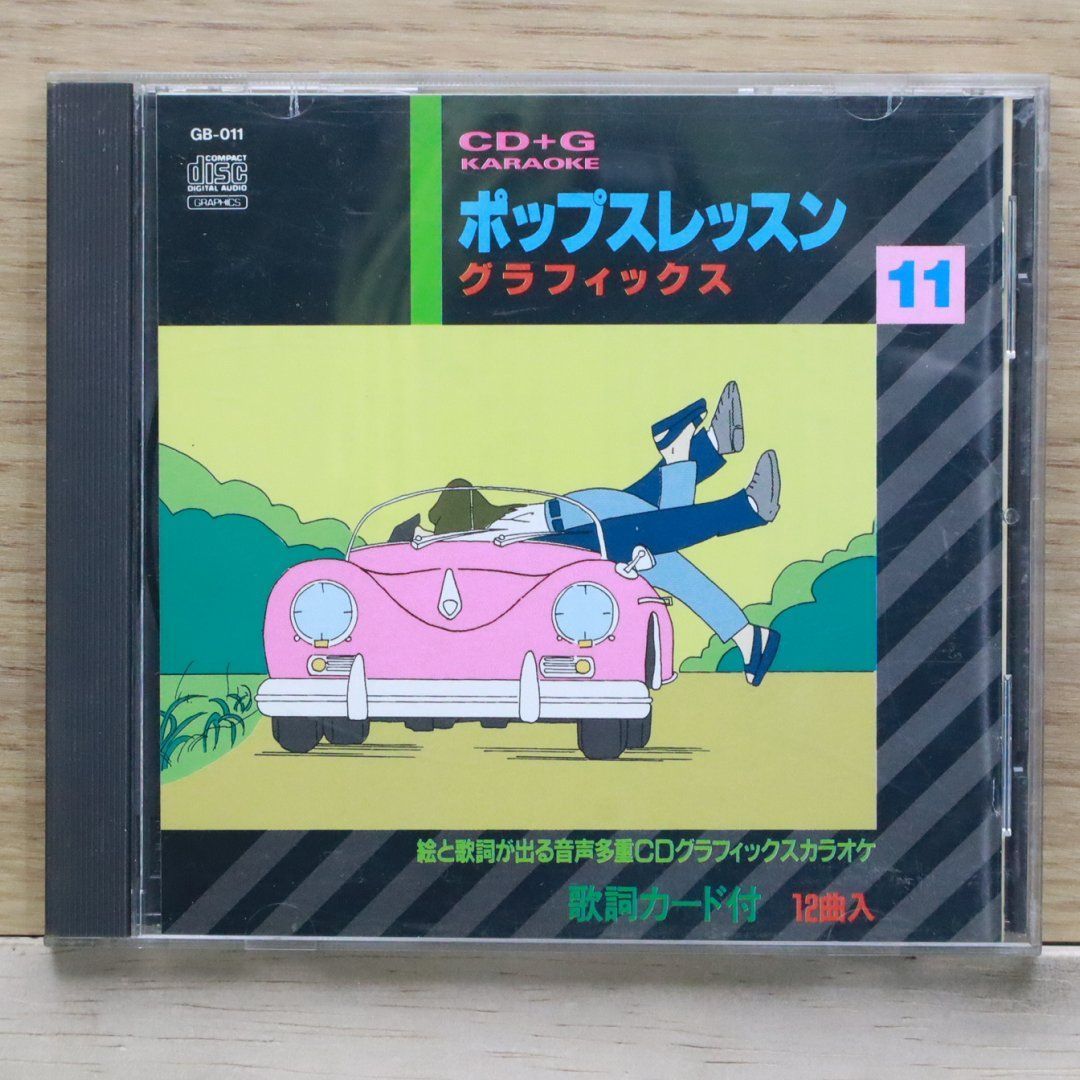 GB-011
COMPACT
disc
DIGITAL AUDIO
GRAPHICS
CD+G
KARAOKE
ポップスレッスン
グラフィックス
11
絵と歌詞が出る音声多重CDグラフィックスカラオケ
歌詞カード付 12曲入